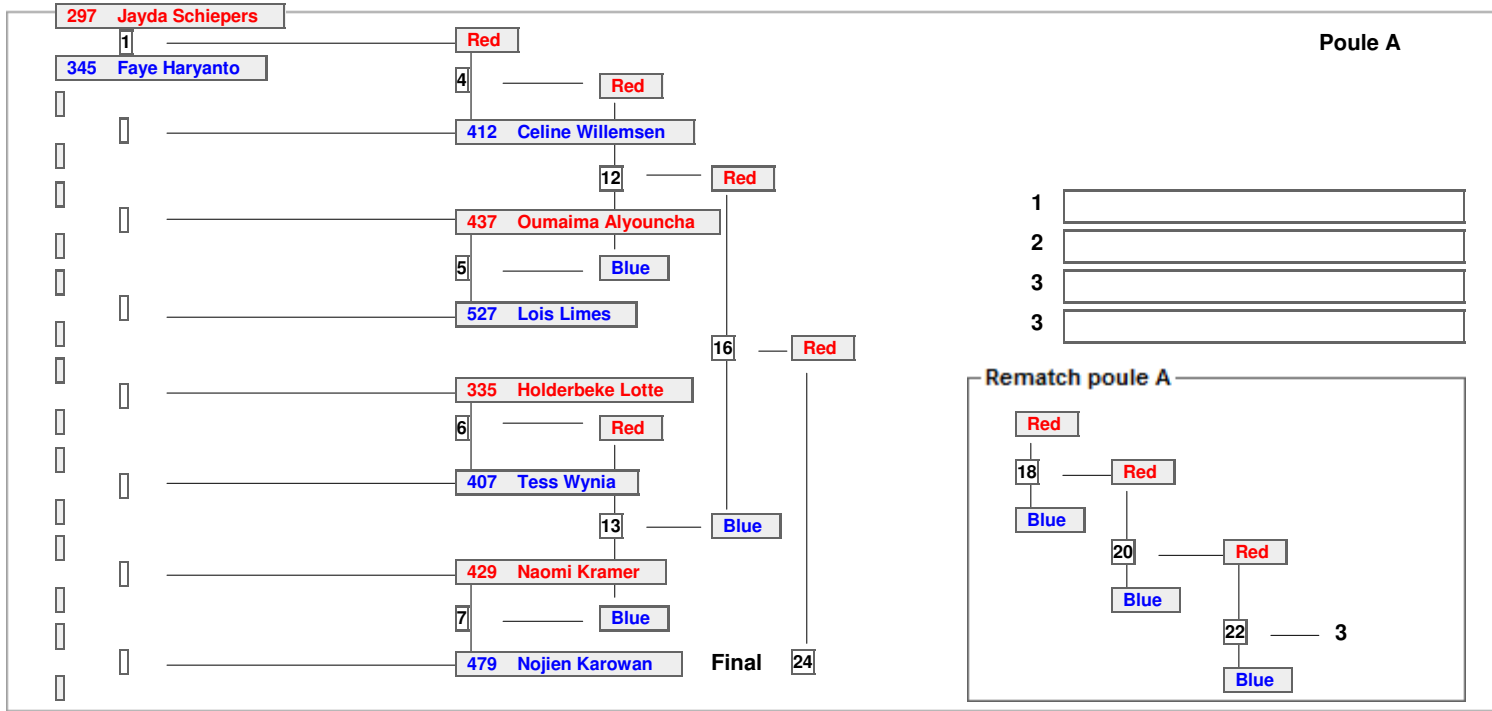 297 Jayda Schiepers
1 Red Poule A
345 Faye Haryanto
4 Red
412 Celine Willemsen
12 Red
1
437 Oumaima Alyouncha
2
5 Blue
3
527 Lois Limes
3
16 Red
Rematch poule A
335 Holderbeke Lotte
Red
6 Red
18 Red
407 Tess Wynia
Blue
13 Blue
20 Red
429 Naomi Kramer
Blue
7 Blue
22 3
479 Nojien Karowan Final 24
Blue